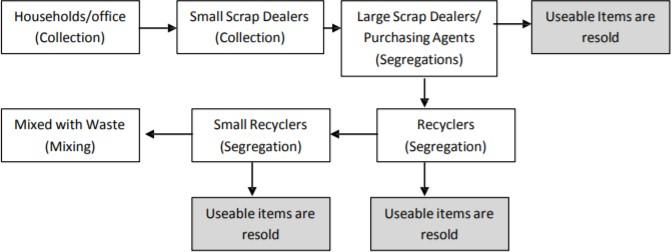 Households/office
(Collection)
Small Scrap Dealers
(Collection)
Large Scrap Dealers/
Purchasing Agents
(Segregations)
Useable Items are
resold
Mixed with Waste
(Mixing)
Small Recyclers
(Segregation)
Recyclers
(Segregation)
Useable items are
resold
Useable items are
resold